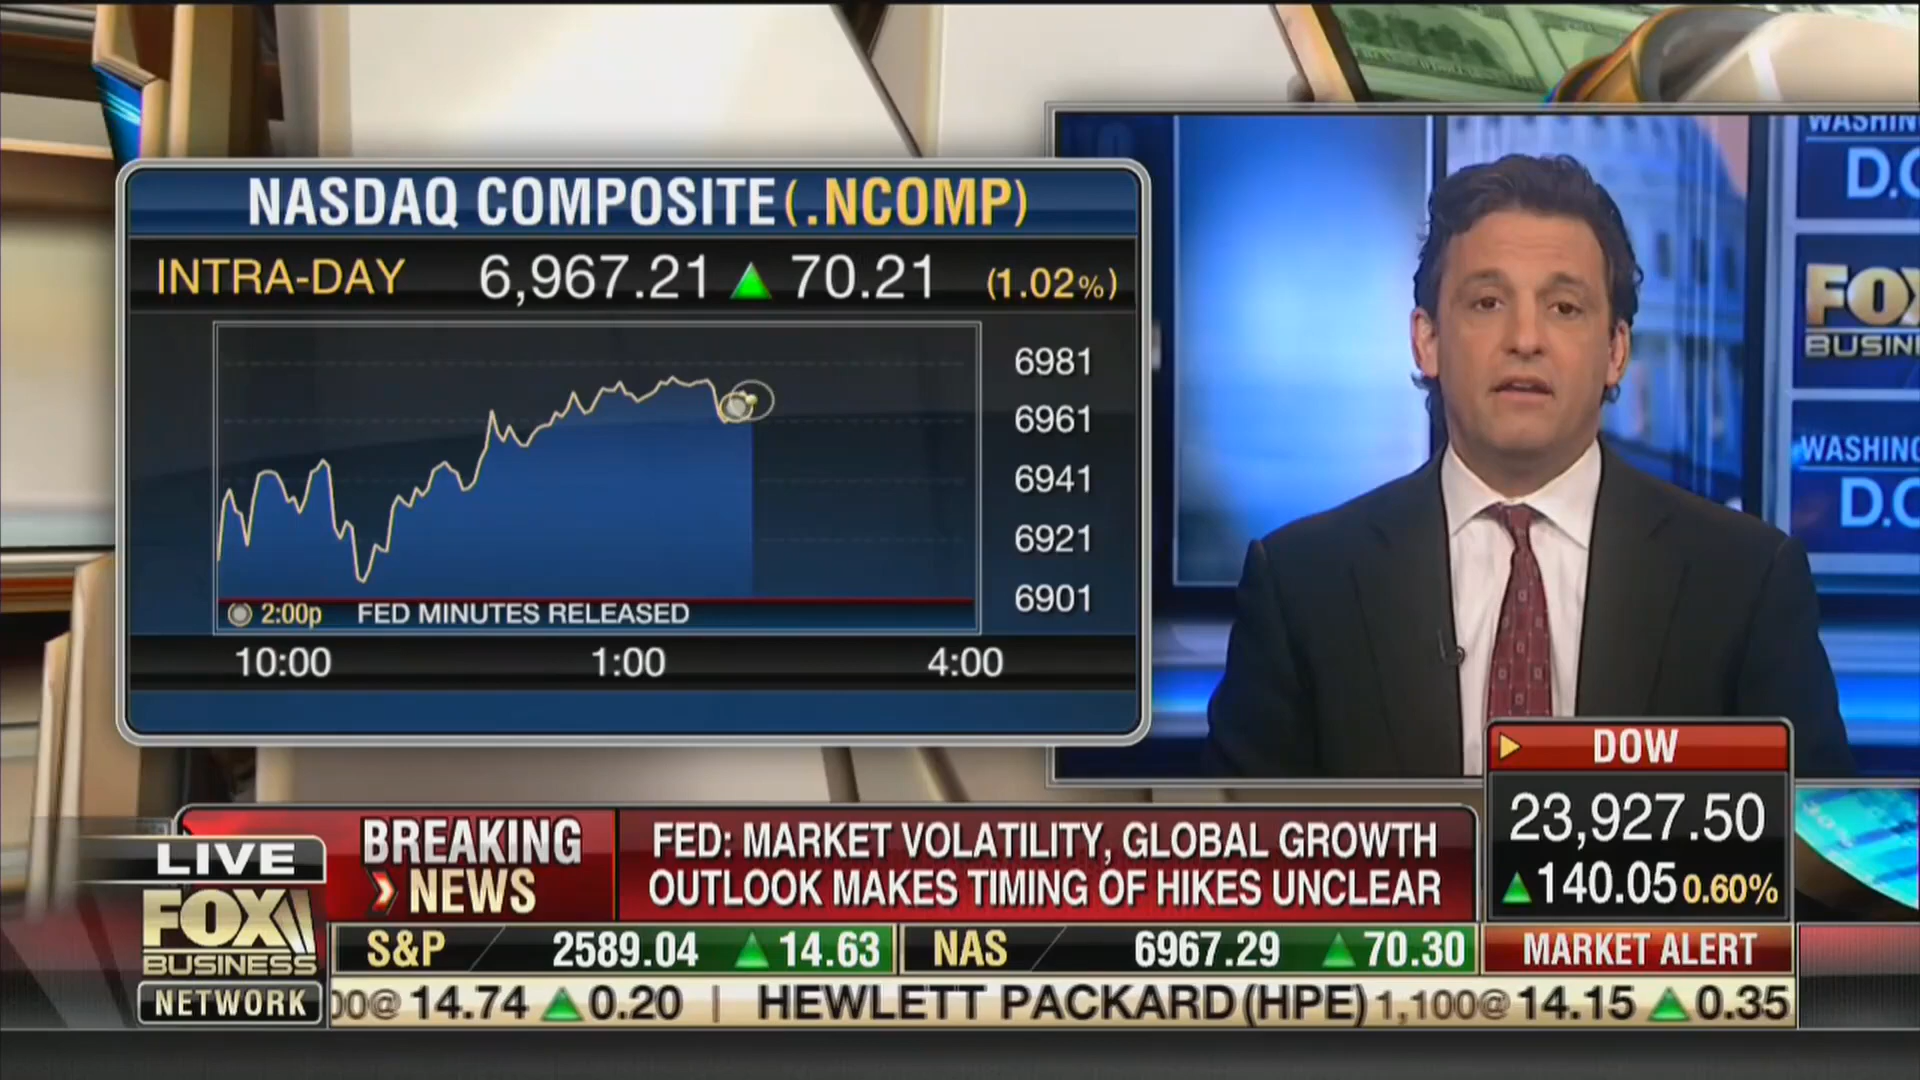 NASDAQ COMPOSITE (.NCOMP)
INTRA-DAY 6,967.21 ▲ 70.21 (1.02%)
6981
6961
6941
6921
6901
2:00p FED MINUTES RELEASED
10:00 1:00 4:00
D.C
FOX
BUSIN
D.C
DOW
23,927.50
▲140.05 0.60%
MARKET ALERT
LIVE
FOX
BUSINESS
NETWORK
BREAKING
NEWS
FED: MARKET VOLATILITY, GLOBAL GROWTH
OUTLOOK MAKES TIMING OF HIKES UNCLEAR
S&P 2589.04 ▲ 14.63 NAS 6967.29 ▲ 70.30
00@ 14.74 ▲ 0.20 | HEWLETT PACKARD (HPE) 1,100@ 14.15 ▲ 0.35